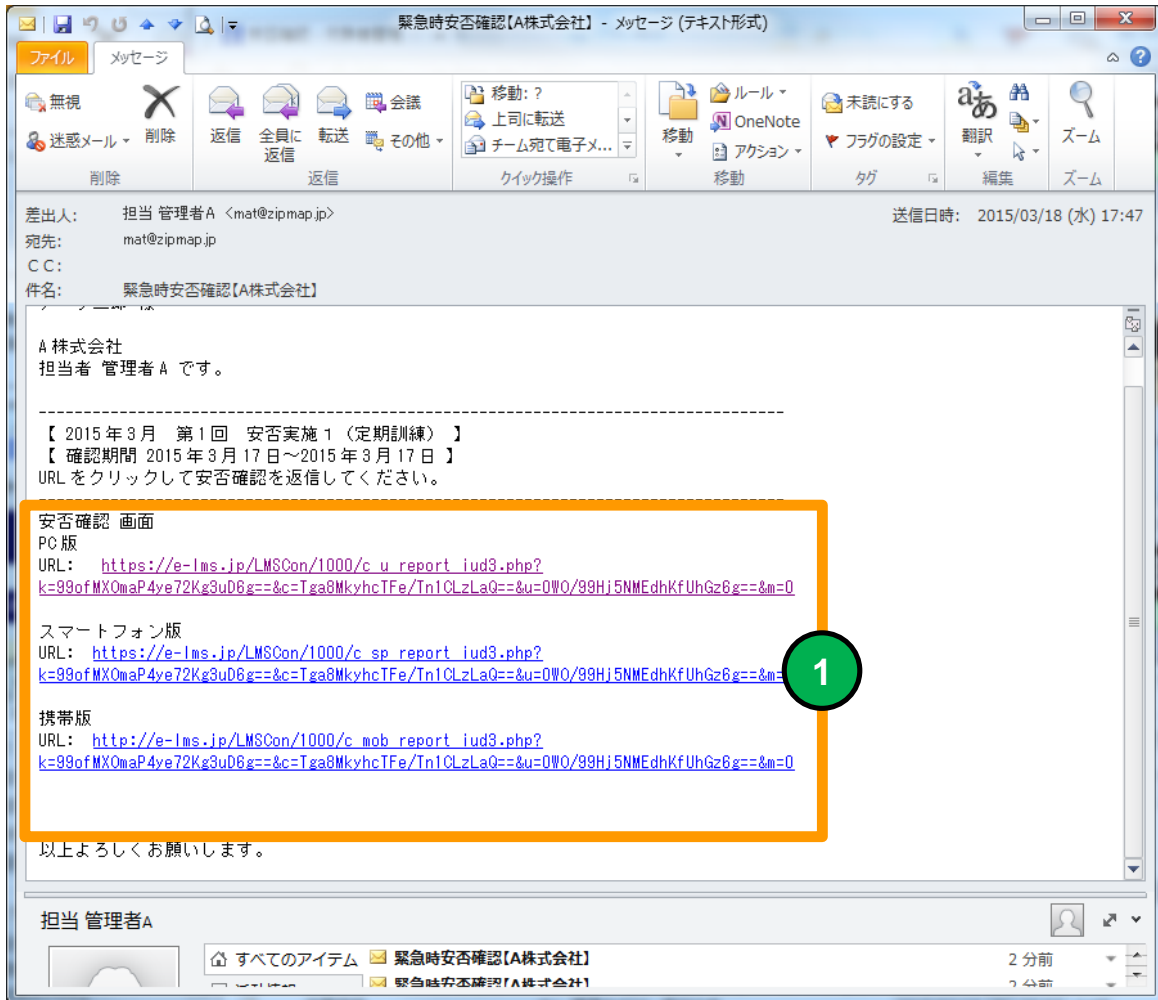 緊急時安否確認【A株式会社】 - メッセージ (テキスト形式)
ファイル メッセージ
無視
迷惑メール
削除
返信
全員に返信
転送
会議
その他
移動: ?
上司に転送
チーム宛て電子メ...
移動
ルール
OneNote
アクション
未読にする
フラグの設定
翻訳
ズーム
削除 返信 クイック操作 移動 タグ 編集 ズーム
差出人: 担当 管理者A <mat@zipmap.jp> 送信日時: 2015/03/18 (水) 17:47
宛先: mat@zipmap.jp
CC:
件名: 緊急時安否確認【A株式会社】
A株式会社
担当者 管理者A です。
-----------------------------------------------------------------------------------
【 2015年3月 第1回 安否実施1（定期訓練） 】
【 確認期間 2015年3月17日～2015年3月17日 】
URLをクリックして安否確認を返信してください。
-----------------------------------------------------------------------------------
安否確認 画面
PC版
URL: https://e-lms.jp/LMSCon/1000/c_u_report_iud3.php?
k=99ofMXOmaP4ye72Kg3uD6g==&c=Tga8MkyhcTFe/Tn1CLzLaQ==&u=0WO/99Hj5NMEdhKfUhGz6g==&m=0
スマートフォン版
URL: https://e-lms.jp/LMSCon/1000/c_sp_report_iud3.php?
k=99ofMXOmaP4ye72Kg3uD6g==&c=Tga8MkyhcTFe/Tn1CLzLaQ==&u=0WO/99Hj5NMEdhKfUhGz6g==&m=
1
携帯版
URL: http://e-lms.jp/LMSCon/1000/c_mob_report_iud3.php?
k=99ofMXOmaP4ye72Kg3uD6g==&c=Tga8MkyhcTFe/Tn1CLzLaQ==&u=0WO/99Hj5NMEdhKfUhGz6g==&m=0
以上よろしくお願いします。
担当 管理者A
すべてのアイテム 緊急時安否確認【A株式会社】 2 分前
緊急時安否確認【A株式会社】 2 分前